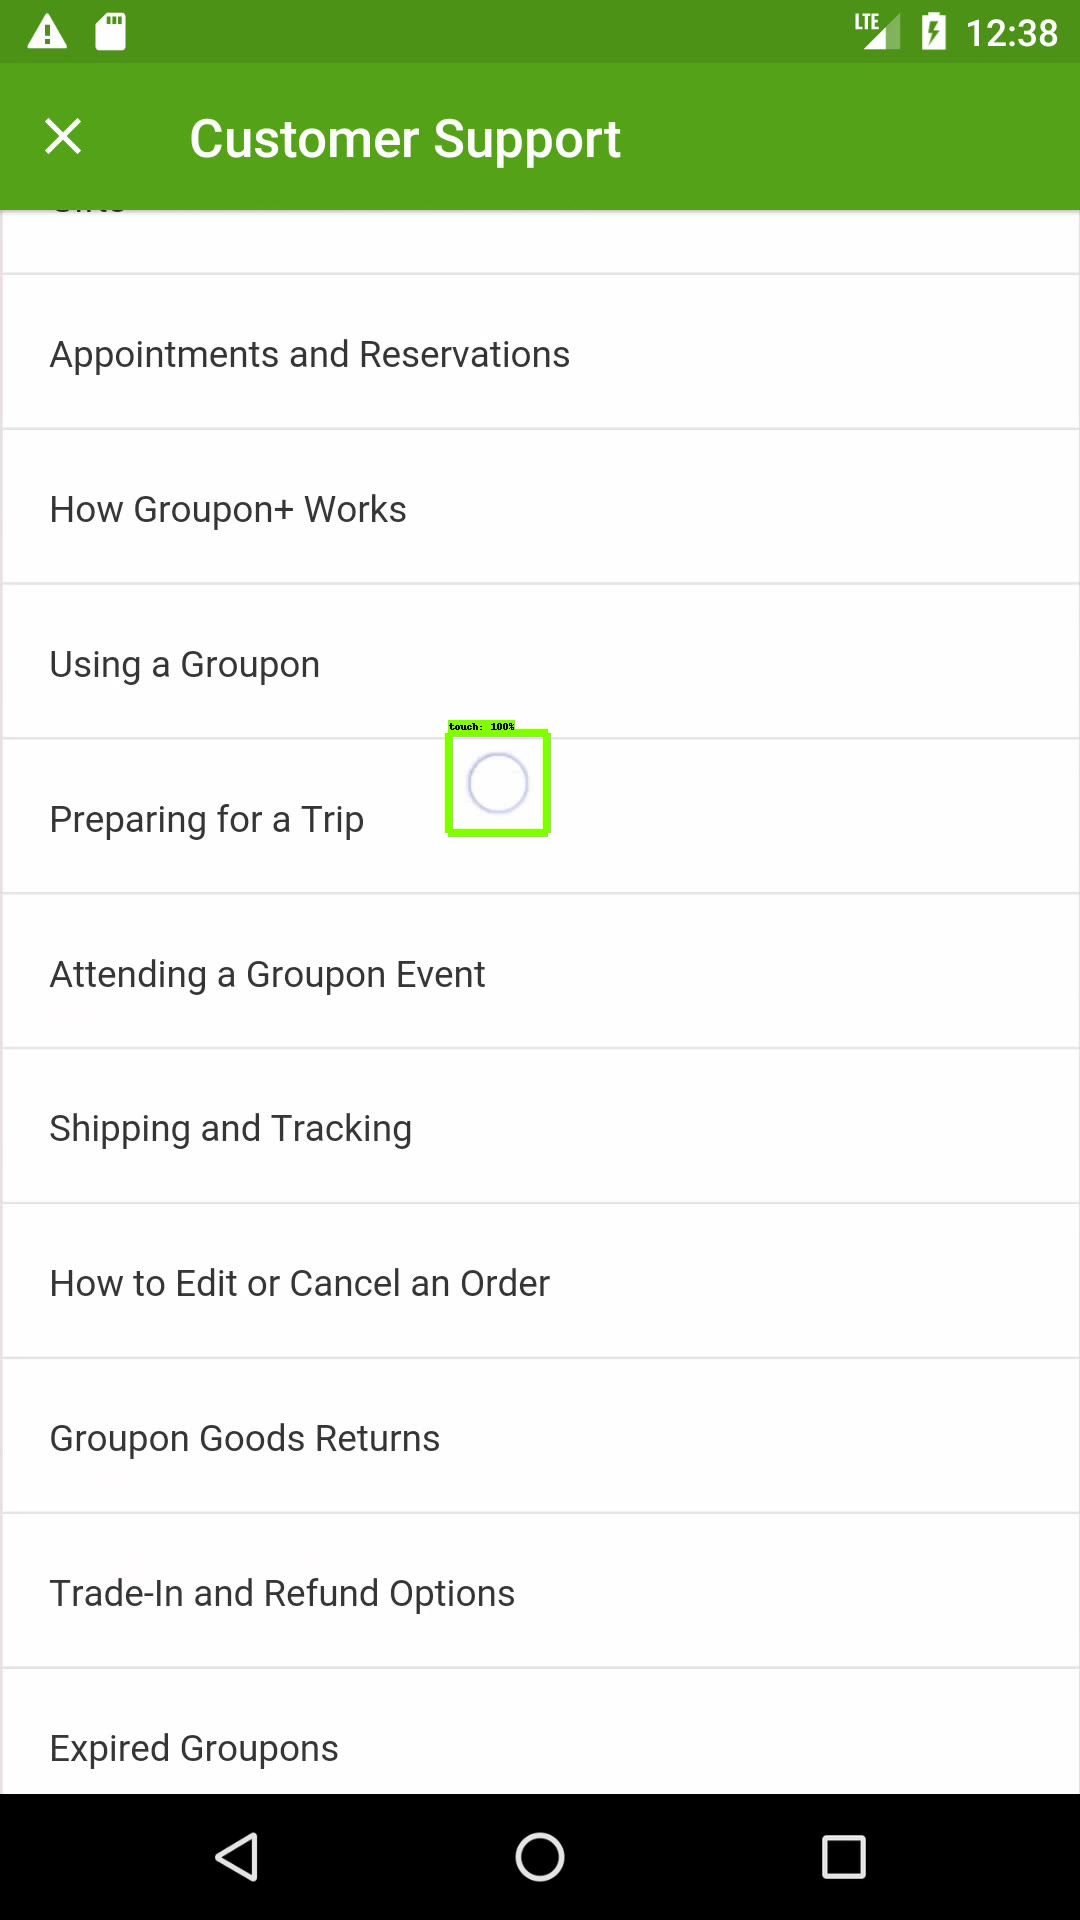 LTE 12:38
Customer Support
Appointments and Reservations
How Groupon+ Works
Using a Groupon
touch: 100%
Preparing for a Trip
Attending a Groupon Event
Shipping and Tracking
How to Edit or Cancel an Order
Groupon Goods Returns
Trade-In and Refund Options
Expired Groupons